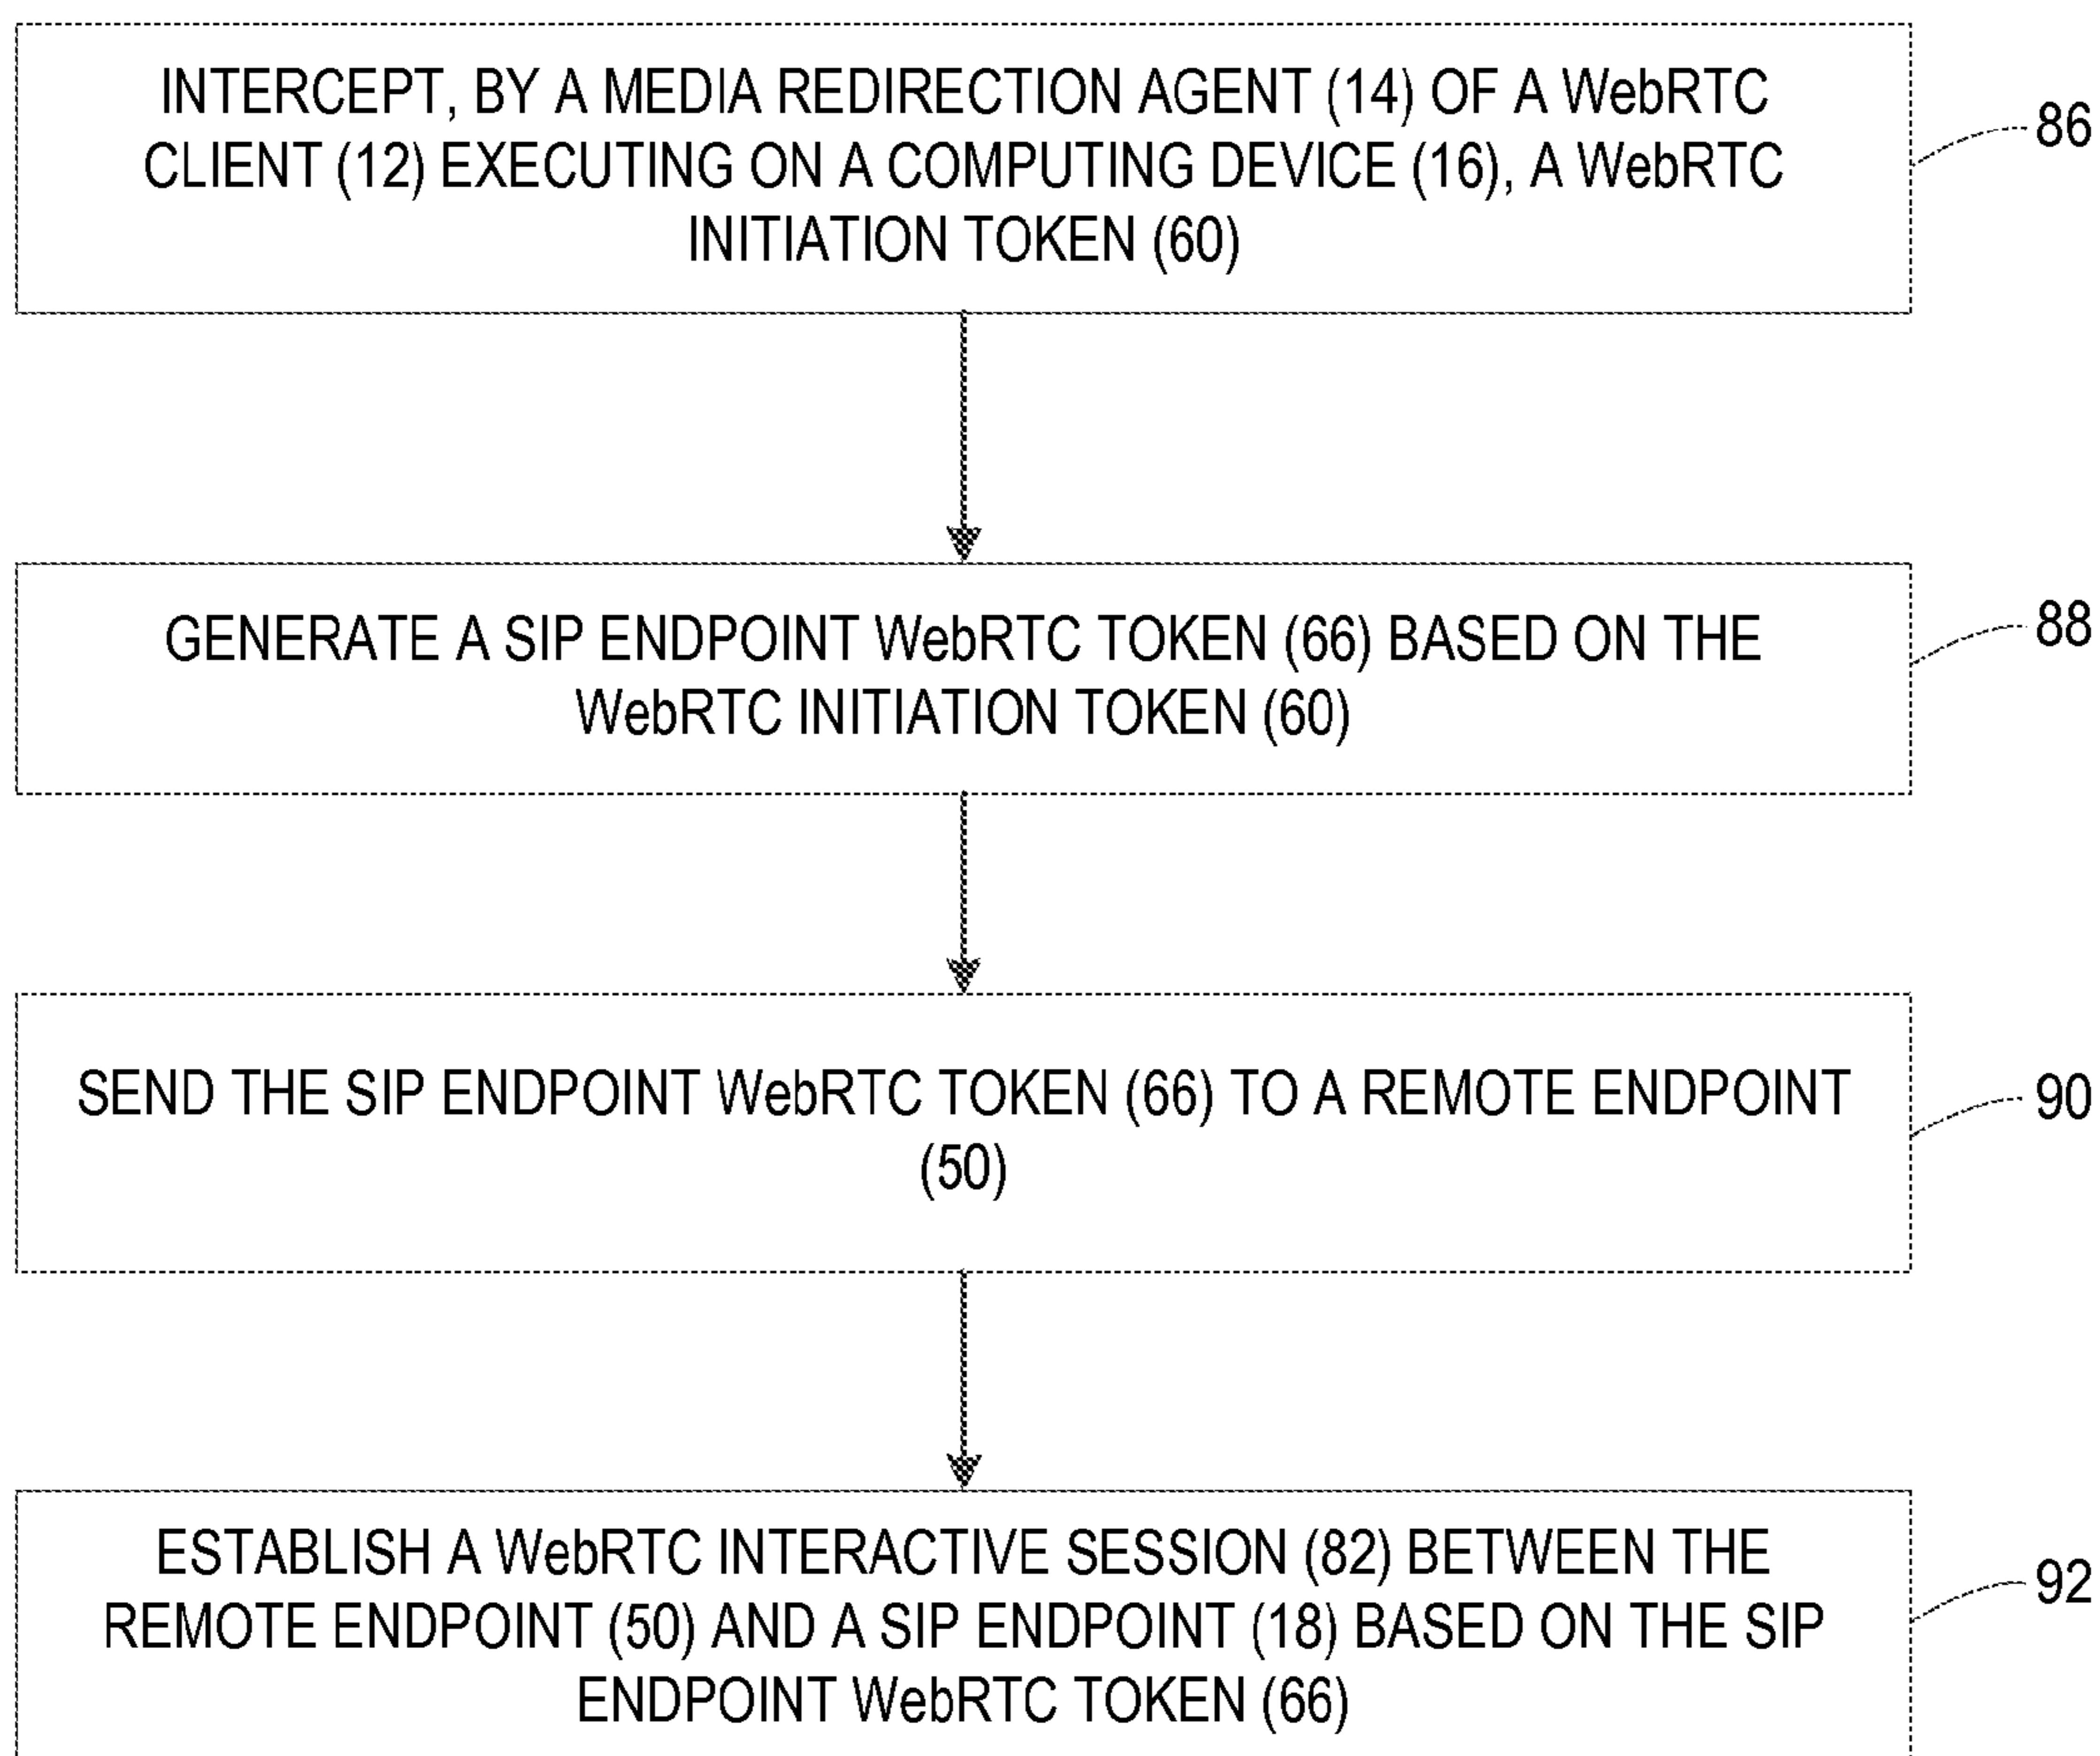 INTERCEPT, BY A MEDIA REDIRECTION AGENT (14) OF A WebRTC
CLIENT (12) EXECUTING ON A COMPUTING DEVICE (16), A WebRTC
INITIATION TOKEN (60)
86
GENERATE A SIP ENDPOINT WebRTC TOKEN (66) BASED ON THE
WebRTC INITIATION TOKEN (60)
88
SEND THE SIP ENDPOINT WebRTC TOKEN (66) TO A REMOTE ENDPOINT
(50)
90
ESTABLISH A WebRTC INTERACTIVE SESSION (82) BETWEEN THE
REMOTE ENDPOINT (50) AND A SIP ENDPOINT (18) BASED ON THE SIP
ENDPOINT WebRTC TOKEN (66)
92